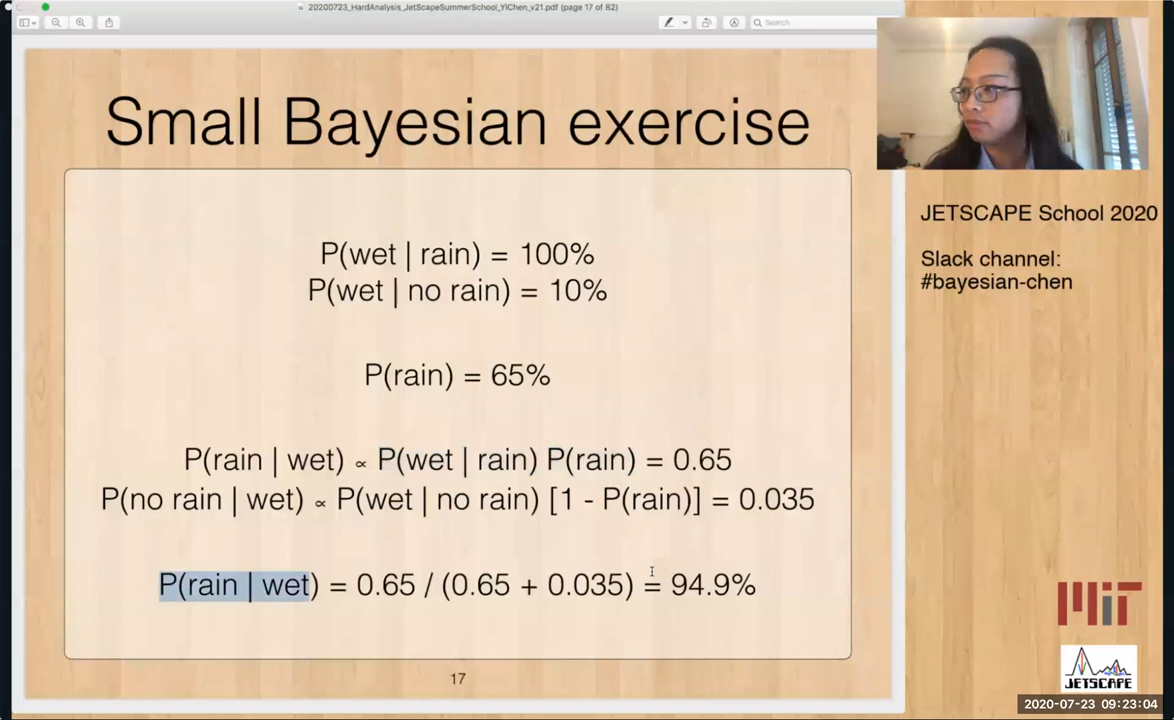 20200723_HardAnalysis_JetScapeSummerSchool_YiChen_v21.pdf (page 17 of 82)
Search
Small Bayesian exercise
P(wet | rain) = 100%
P(wet | no rain) = 10%
P(rain) = 65%
P(rain | wet) ∝ P(wet | rain) P(rain) = 0.65
P(no rain | wet) ∝ P(wet | no rain) [1 - P(rain)] = 0.035
P(rain | wet) = 0.65 / (0.65 + 0.035) = 94.9%
17
JETSCAPE School 2020
Slack channel:
#bayesian-chen
MIT
JETSCAPE
2020-07-23 09:23:04